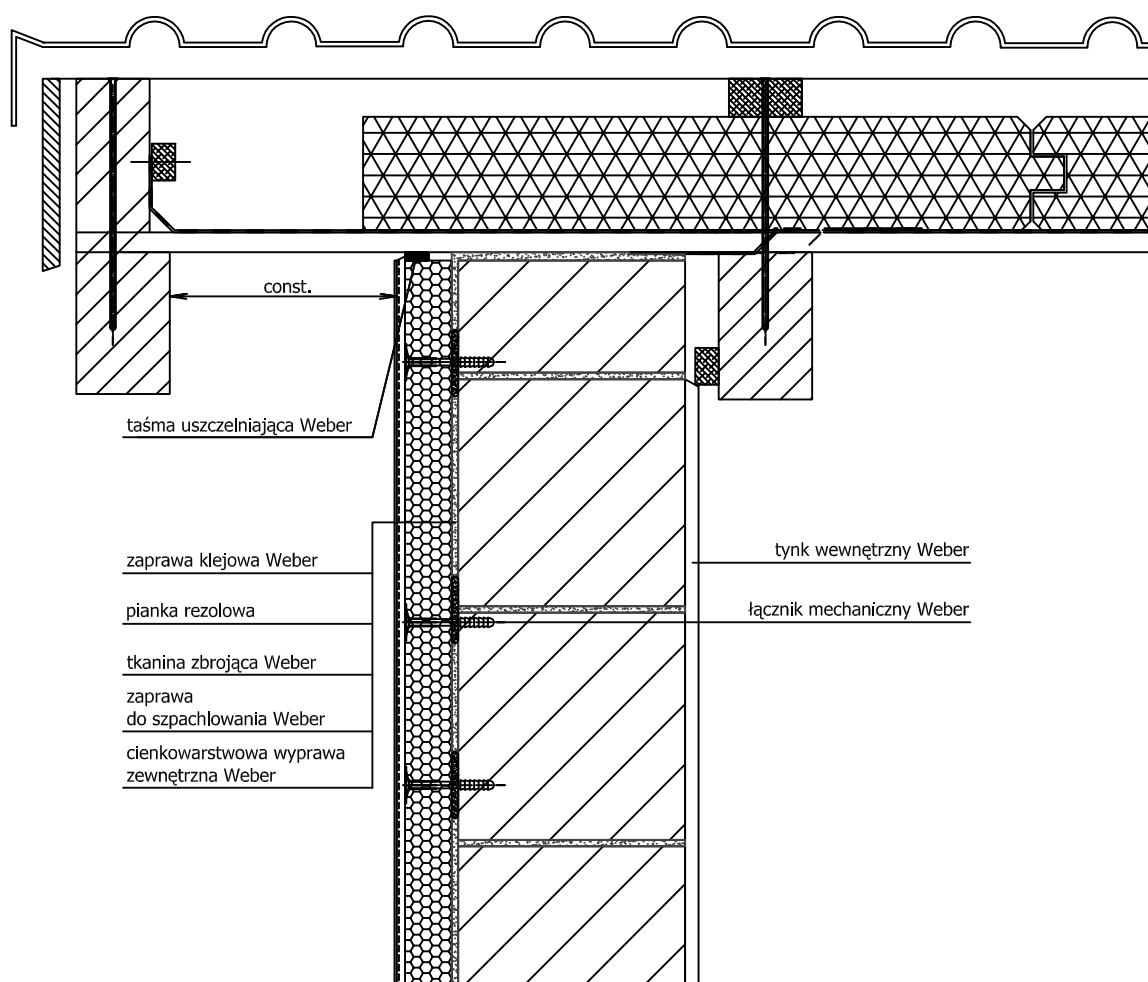 const.
taśma uszczelniająca Weber
zaprawa klejowa Weber
pianka rezolowa
tkanina zbrojąca Weber
zaprawa
do szpachlowania Weber
cienkowarstwowa wyprawa
zewnętrzna Weber
tynk wewnętrzny Weber
łącznik mechaniczny Weber